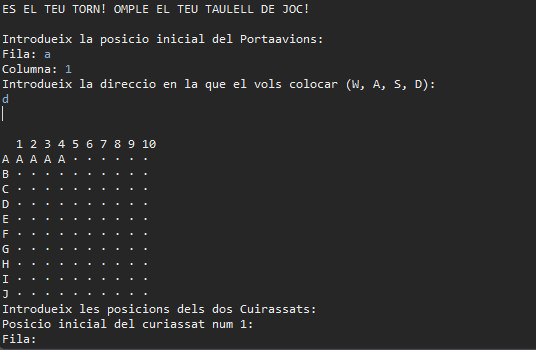 ES EL TEU TORN! OMPLE EL TEU TAULELL DE JOC!
Introdueix la posicio inicial del Portaavions:
Fila: a
Columna: 1
Introdueix la direccio en la que el vols colocar (W, A, S, D):
d
1 2 3 4 5 6 7 8 9 10
A A A A A · · · · · ·
B · · · · · · · · · ·
C · · · · · · · · · ·
D · · · · · · · · · ·
E · · · · · · · · · ·
F · · · · · · · · · ·
G · · · · · · · · · ·
H · · · · · · · · · ·
I · · · · · · · · · ·
J · · · · · · · · · ·
Introdueix les posicions dels dos Cuirassats:
Posicio inicial del curiassat num 1:
Fila: